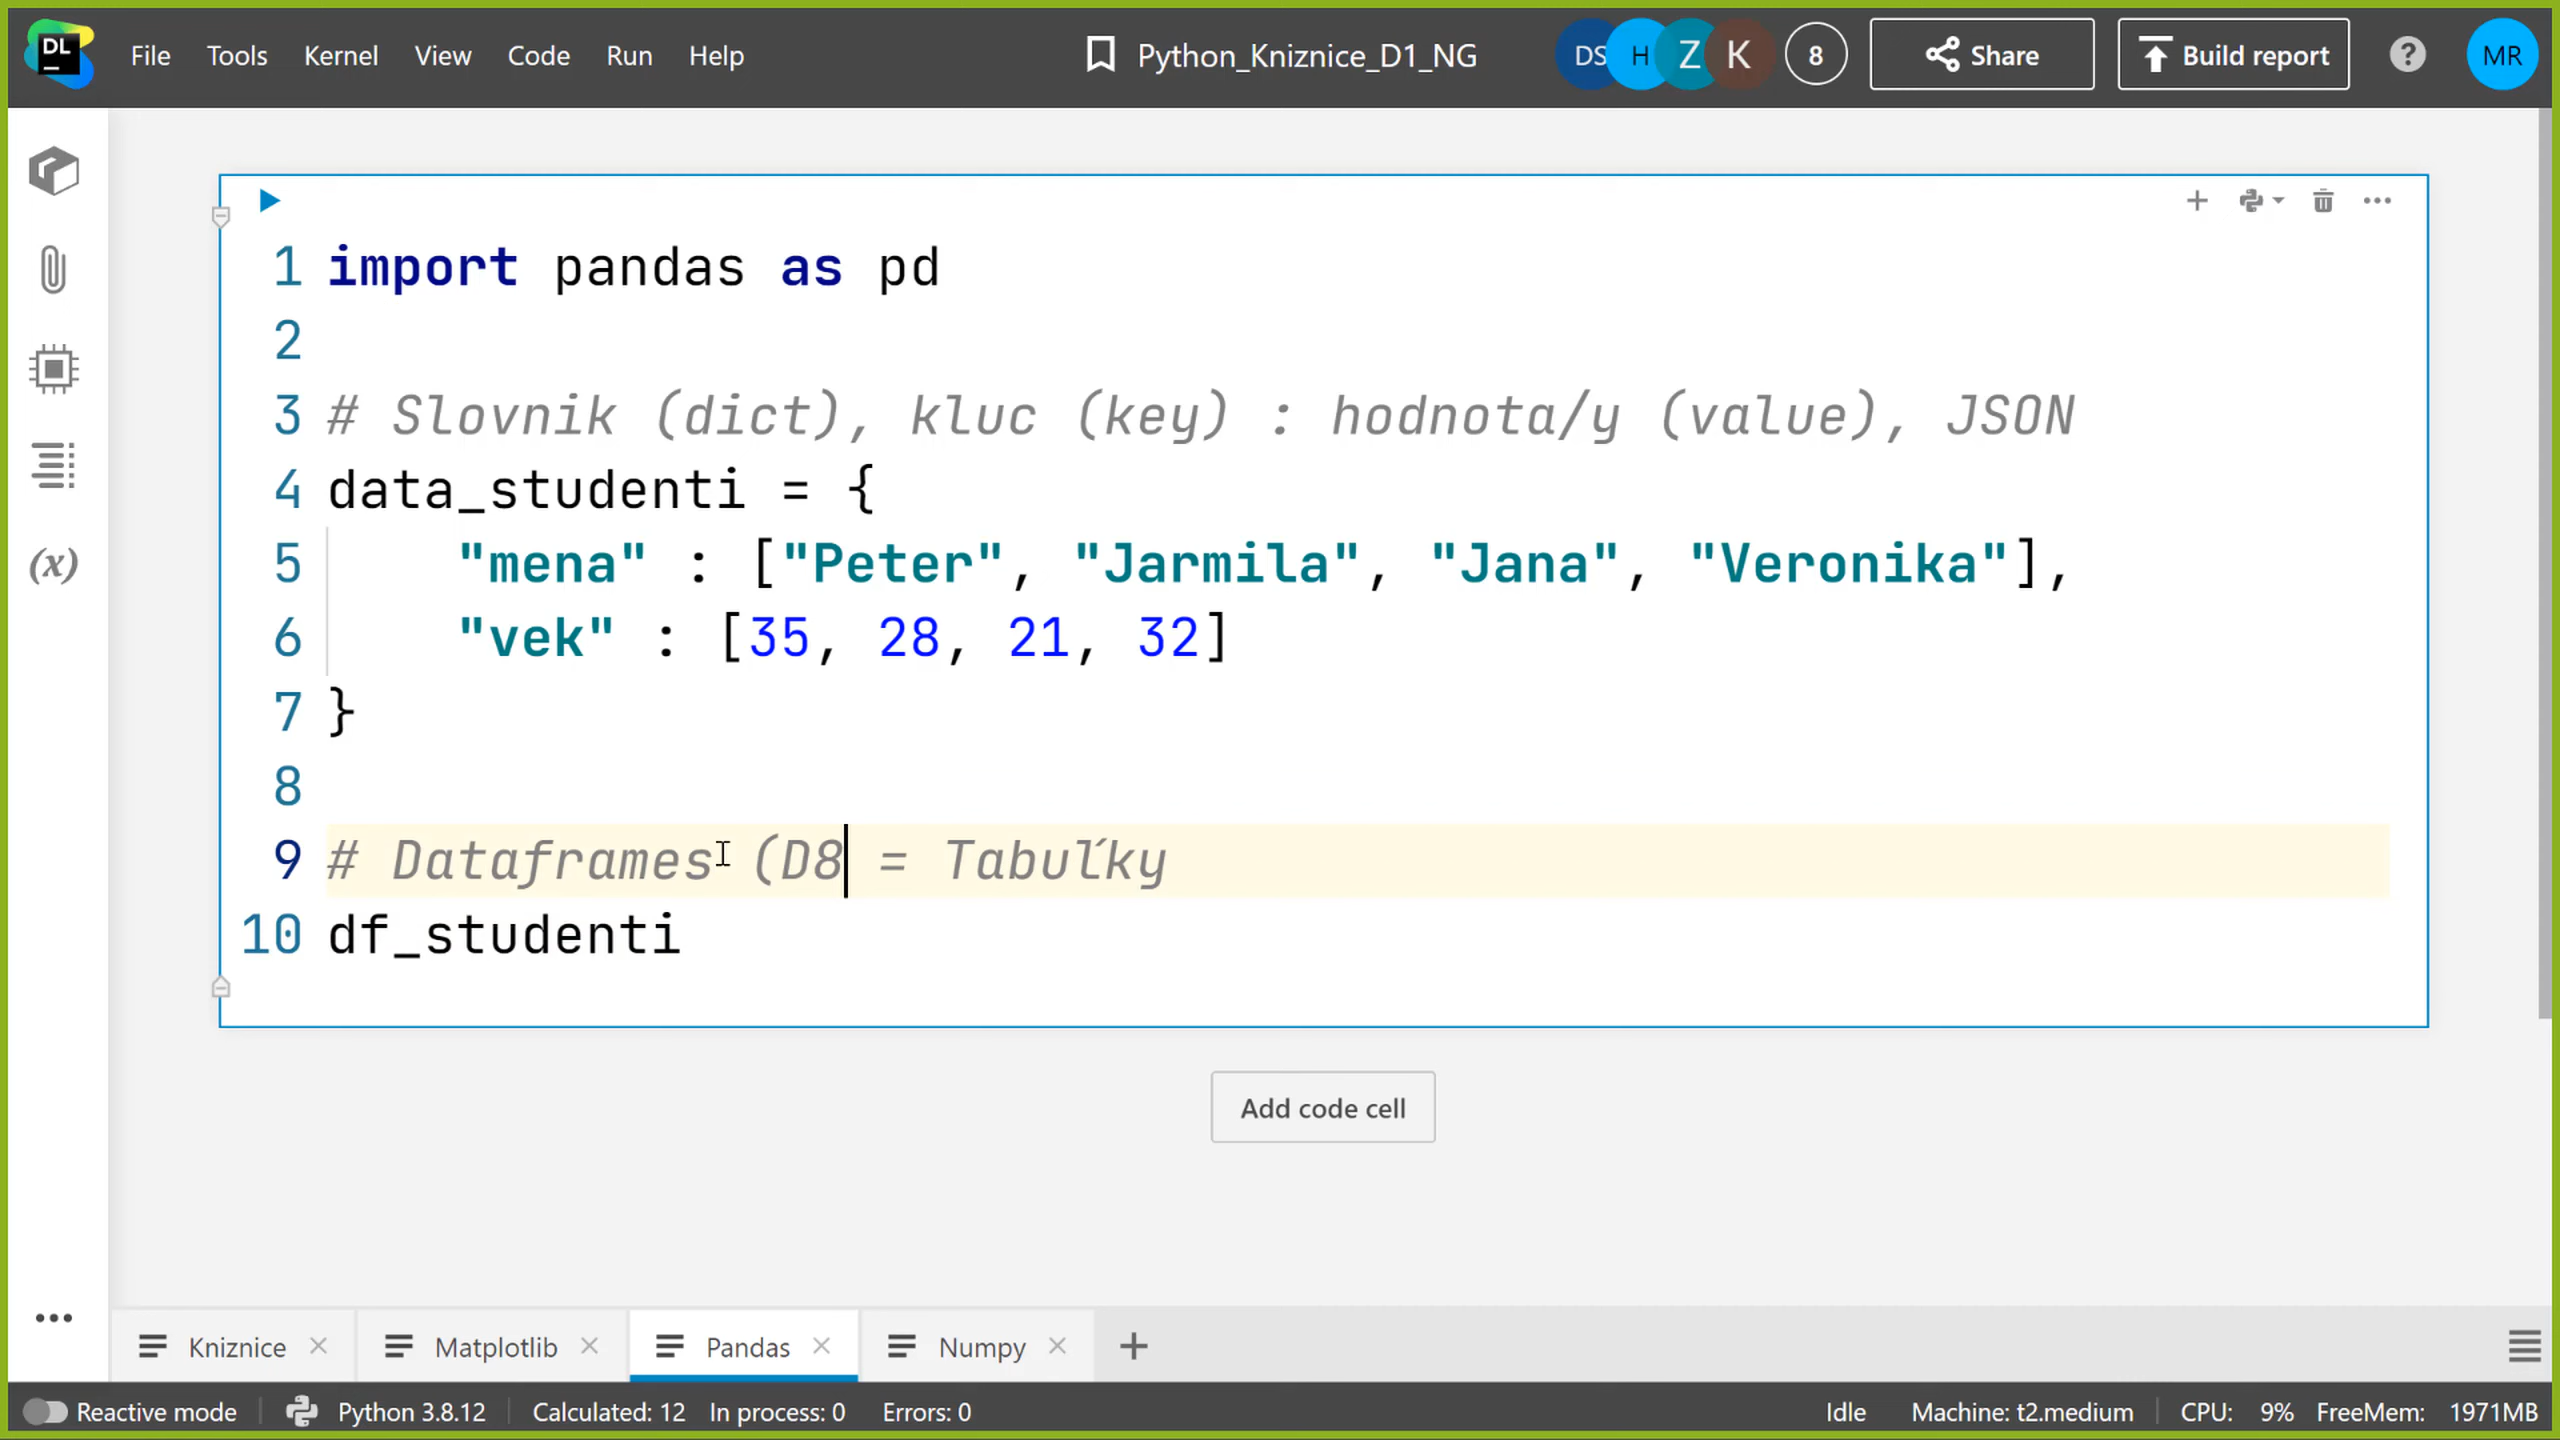 DL File Tools Kernel View Code Run Help Python_Kniznice_D1_NG DS H Z K 8 Share Build report ? MR
1 import pandas as pd
2
3 # Slovnik (dict), kluc (key) : hodnota/y (value), JSON
4 data_studenti = {
5 "mena" : ["Peter", "Jarmila", "Jana", "Veronika"],
6 "vek" : [35, 28, 21, 32]
7 }
8
9 # Dataframes (D8 = Tabuľky
10 df_studenti
(x)
Add code cell
Kniznice Matplotlib Pandas Numpy
Reactive mode Python 3.8.12 Calculated: 12 In process: 0 Errors: 0 Idle Machine: t2.medium CPU: 9% FreeMem: 1971MB